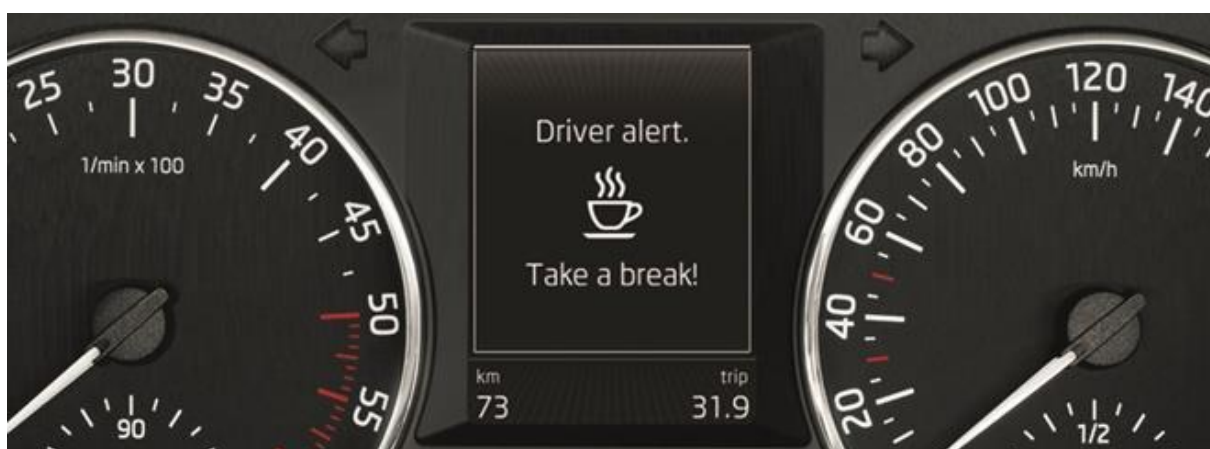 25 30 35 40 45 50 55
1/min x 100
90
Driver alert.
Take a break!
km trip
73 31.9
20 40 60 80 100 120 140
km/h
1/2